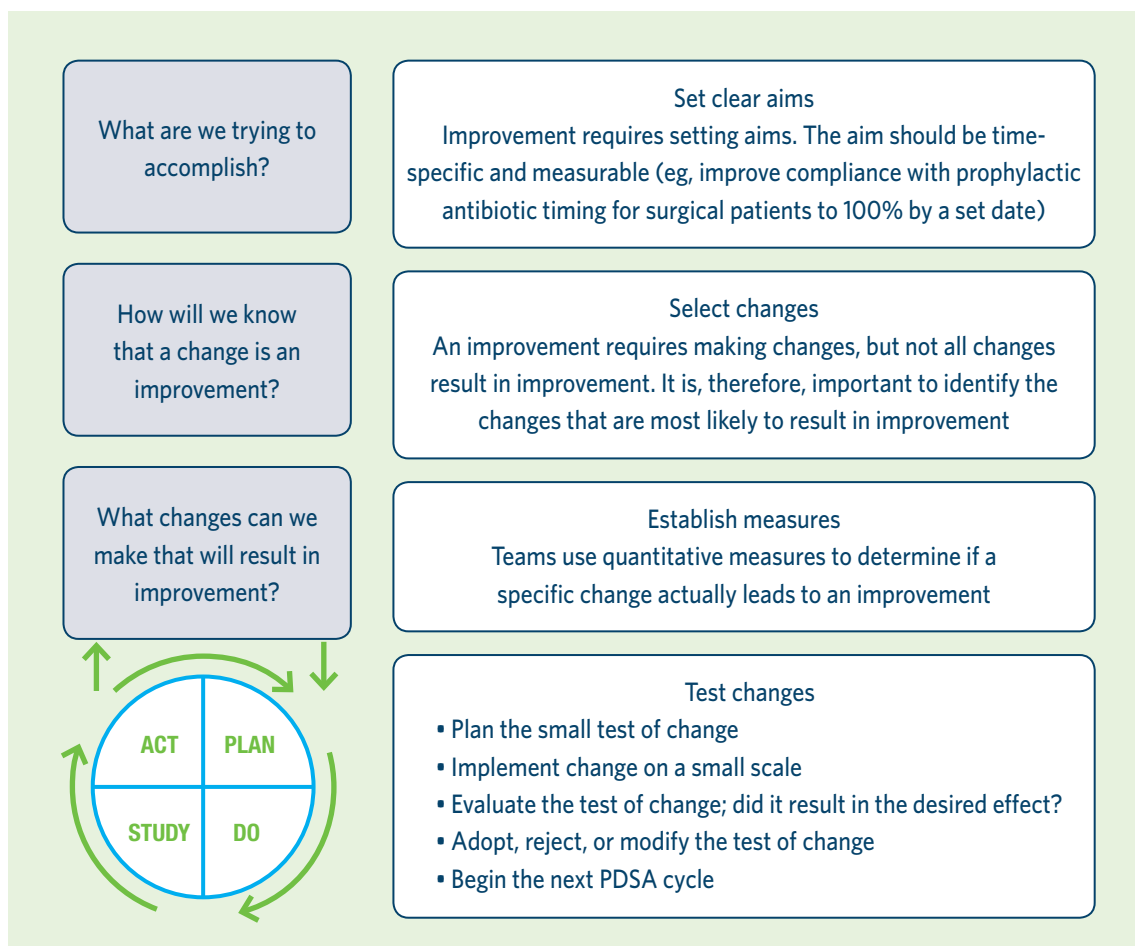 What are we trying to
accomplish?
Set clear aims
Improvement requires setting aims. The aim should be time-
specific and measurable (eg, improve compliance with prophylactic
antibiotic timing for surgical patients to 100% by a set date)
How will we know
that a change is an
improvement?
Select changes
An improvement requires making changes, but not all changes
result in improvement. It is, therefore, important to identify the
changes that are most likely to result in improvement
What changes can we
make that will result in
improvement?
Establish measures
Teams use quantitative measures to determine if a
specific change actually leads to an improvement
ACT PLAN
STUDY DO
Test changes
• Plan the small test of change
• Implement change on a small scale
• Evaluate the test of change; did it result in the desired effect?
• Adopt, reject, or modify the test of change
• Begin the next PDSA cycle